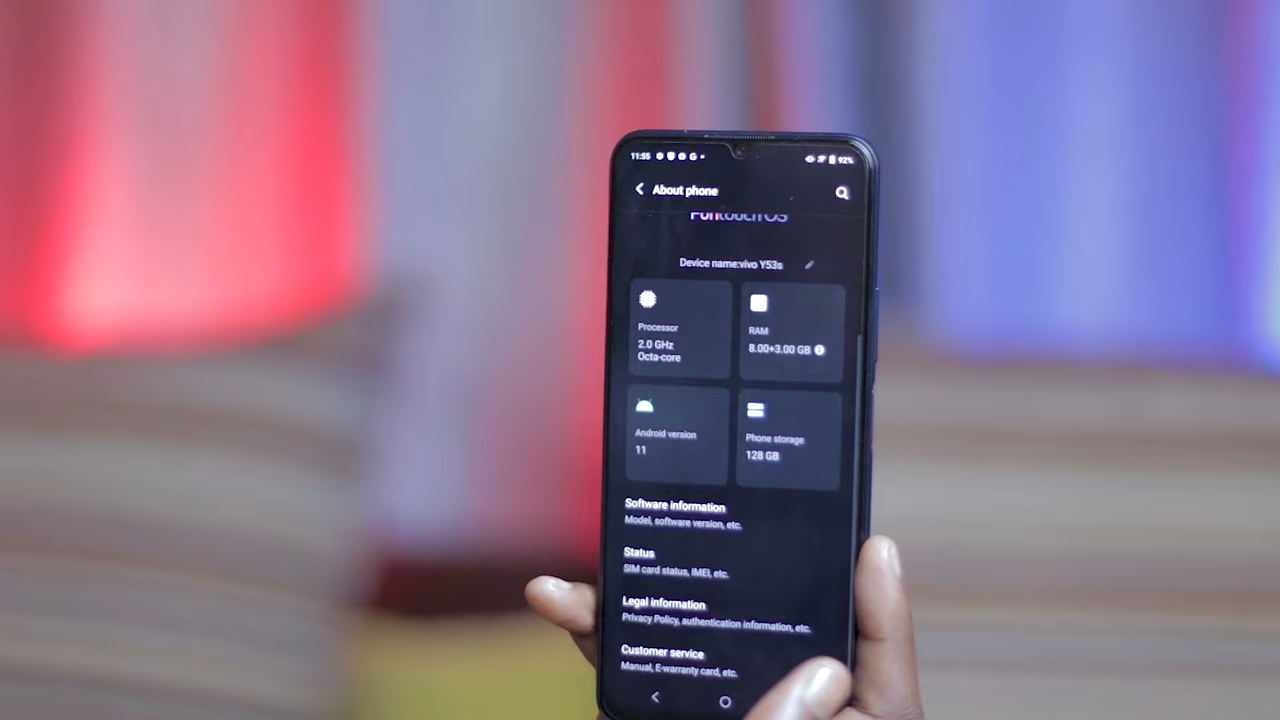 11:55 G 92%
About phone
Funtouch OS
Device name:vivo Y53s
Processor
2.0 GHz
Octa-core
RAM
8.00+3.00 GB
Android version
11
Phone storage
128 GB
Software information
Model, software version, etc.
Status
SIM card status, IMEI, etc.
Legal information
Privacy Policy, authentication information, etc.
Customer service
Manual, E-warranty card, etc.